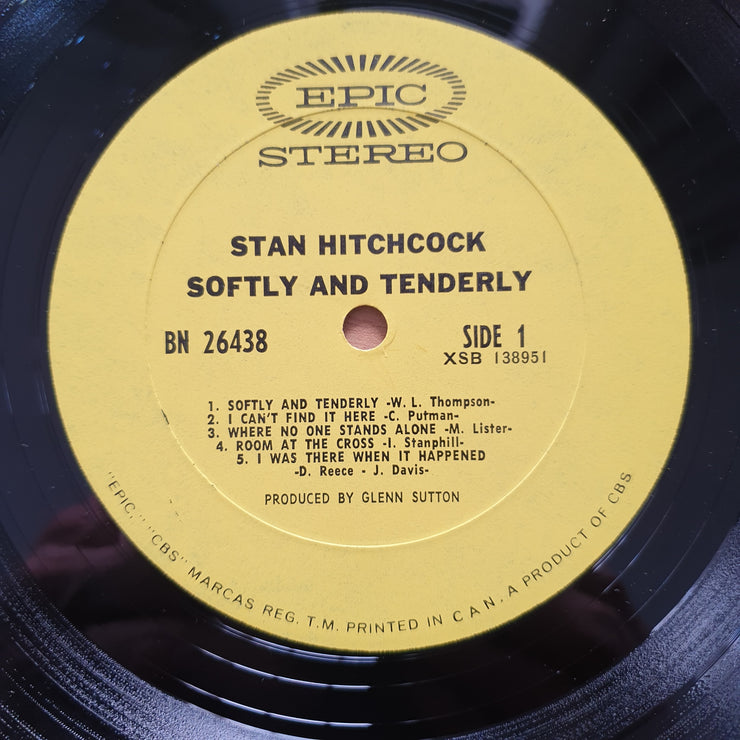 EPIC
STEREO
STAN HITCHCOCK
SOFTLY AND TENDERLY
BN 26438
SIDE 1
XSB 138951
1. SOFTLY AND TENDERLY -W. L. Thompson-
2. I CAN'T FIND IT HERE -C. Putman-
3. WHERE NO ONE STANDS ALONE -M. Lister-
4. ROOM AT THE CROSS -I. Stanphill-
5. I WAS THERE WHEN IT HAPPENED
-D. Reece - J. Davis-
PRODUCED BY GLENN SUTTON
"EPIC," "CBS" MARCAS REG. T.M. PRINTED IN CAN. A PRODUCT OF CBS